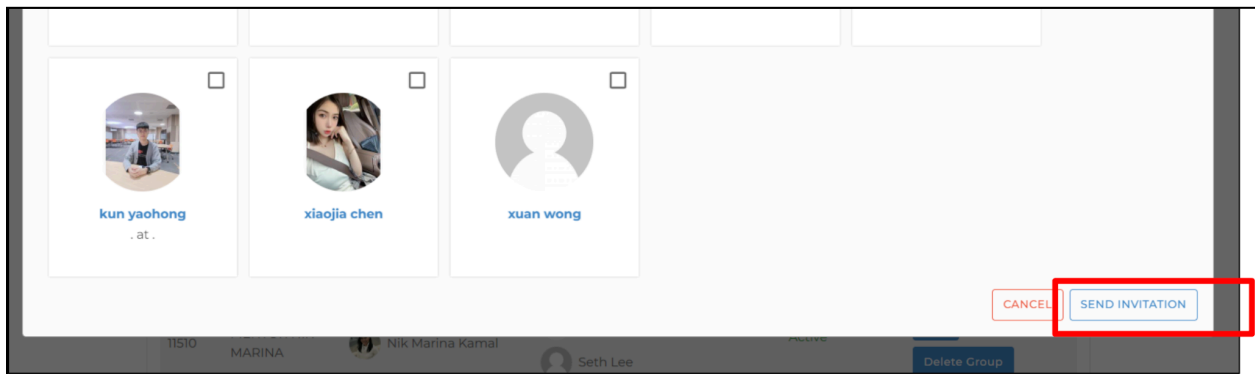 kun yaohong
xiaojia chen
xuan wong
. at .
CANCEL
SEND INVITATION
11510
MARINA
Nik Marina Kamal
Active
Seth Lee
Delete Group